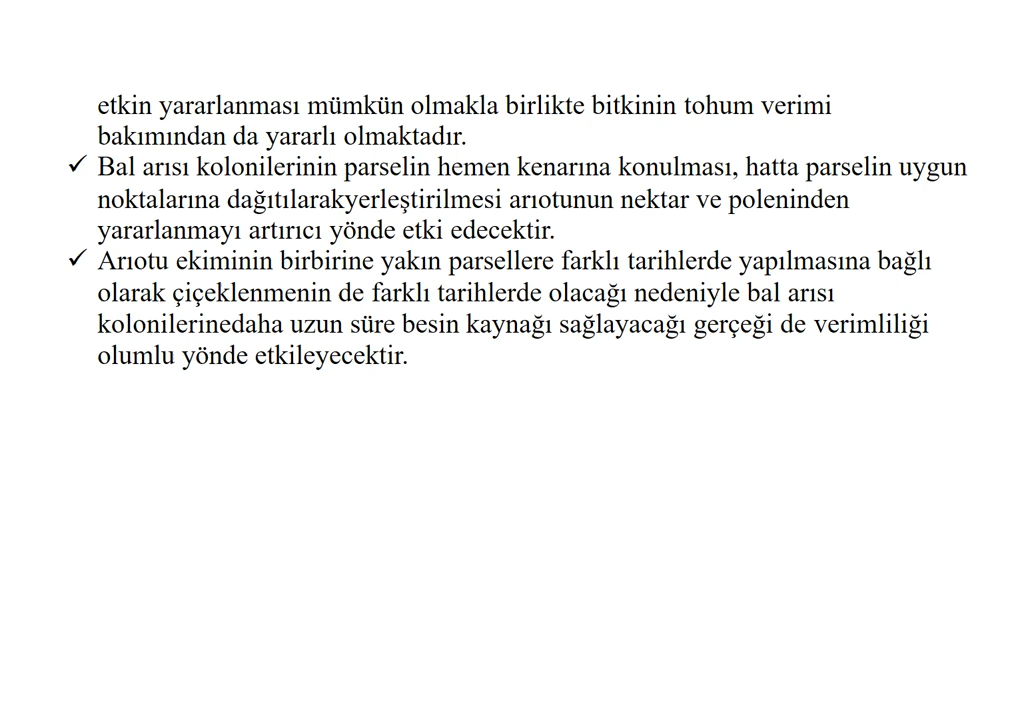 etkin yararlanması mümkün olmakla birlikte bitkinin tohum verimi
bakımından da yararlı olmaktadır.
✓ Bal arısı kolonilerinin parselin hemen kenarına konulması, hatta parselin uygun
noktalarına dağıtılarakyerleştirilmesi arıotunun nektar ve poleninden
yararlanmayı artırıcı yönde etki edecektir.
✓ Arıotu ekiminin birbirine yakın parsellere farklı tarihlerde yapılmasına bağlı
olarak çiçeklenmenin de farklı tarihlerde olacağı nedeniyle bal arısı
kolonilerinedaha uzun süre besin kaynağı sağlayacağı gerçeği de verimliliği
olumlu yönde etkileyecektir.